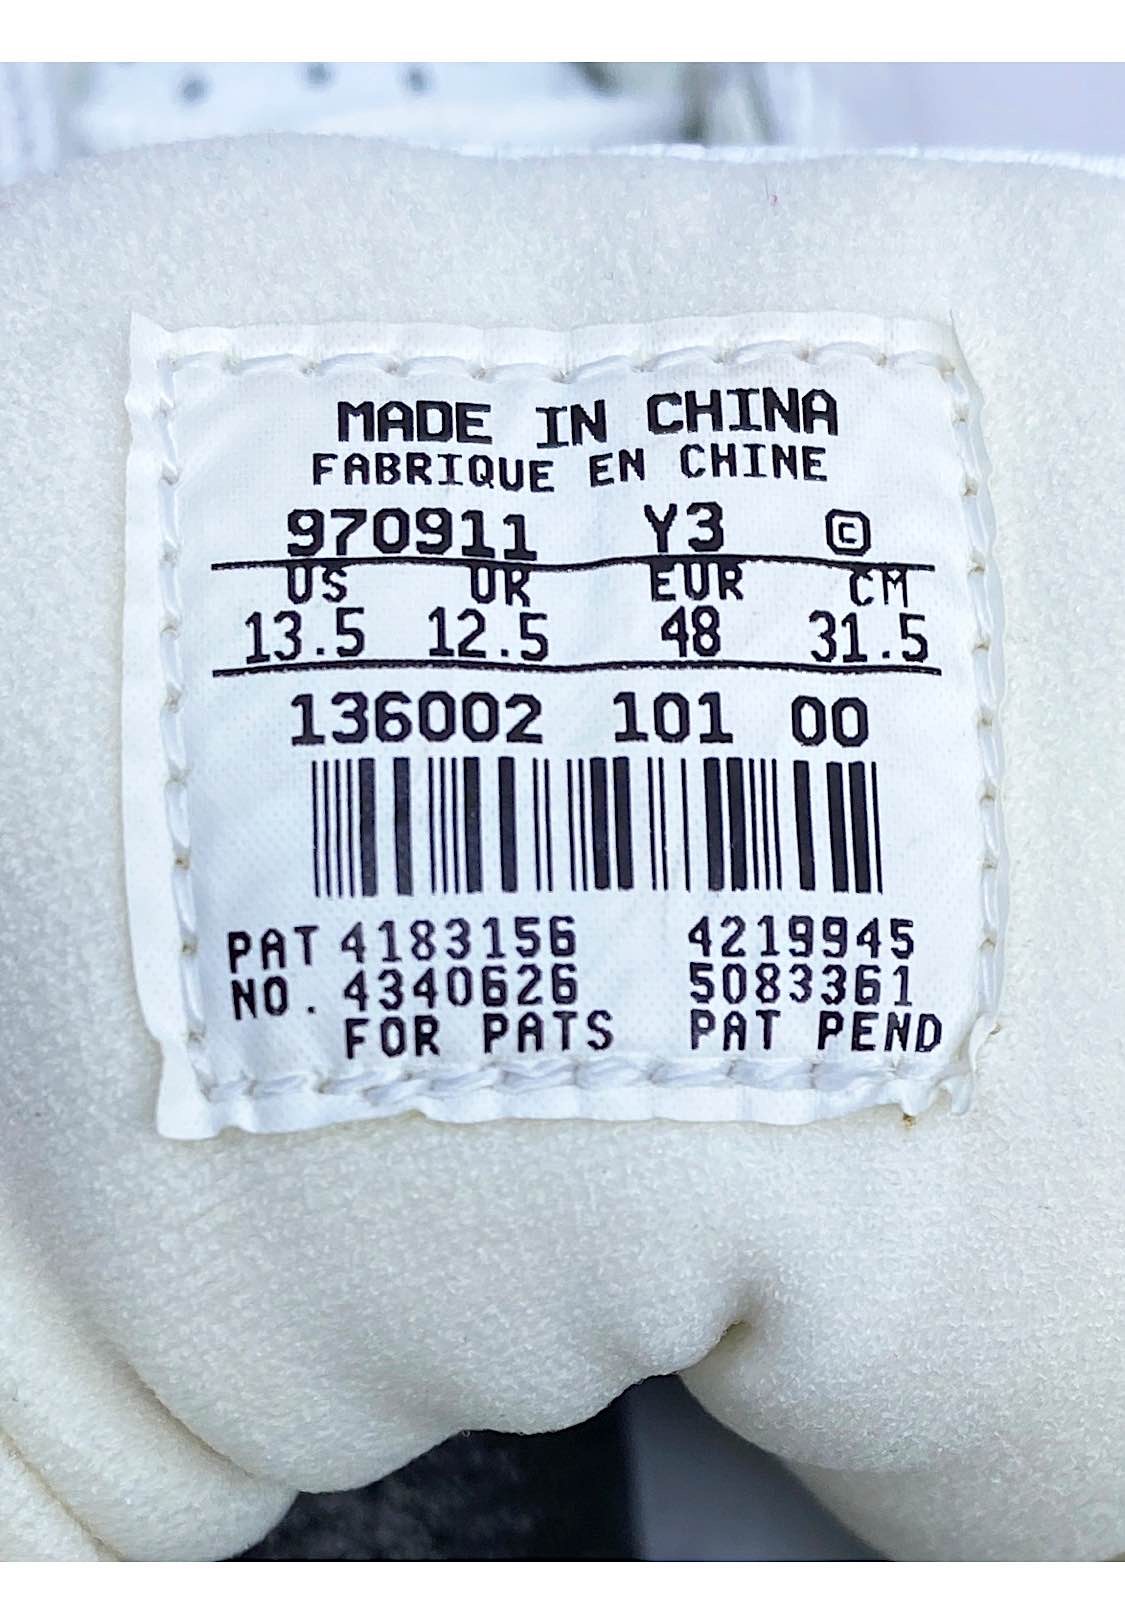 MADE IN CHINA
FABRIQUE EN CHINE
970911 Y3 ©
US UK EUR CM
13.5 12.5 48 31.5
136002 101 00
PAT 4183156 4219945
NO. 4340626 5083361
FOR PATS PAT PEND